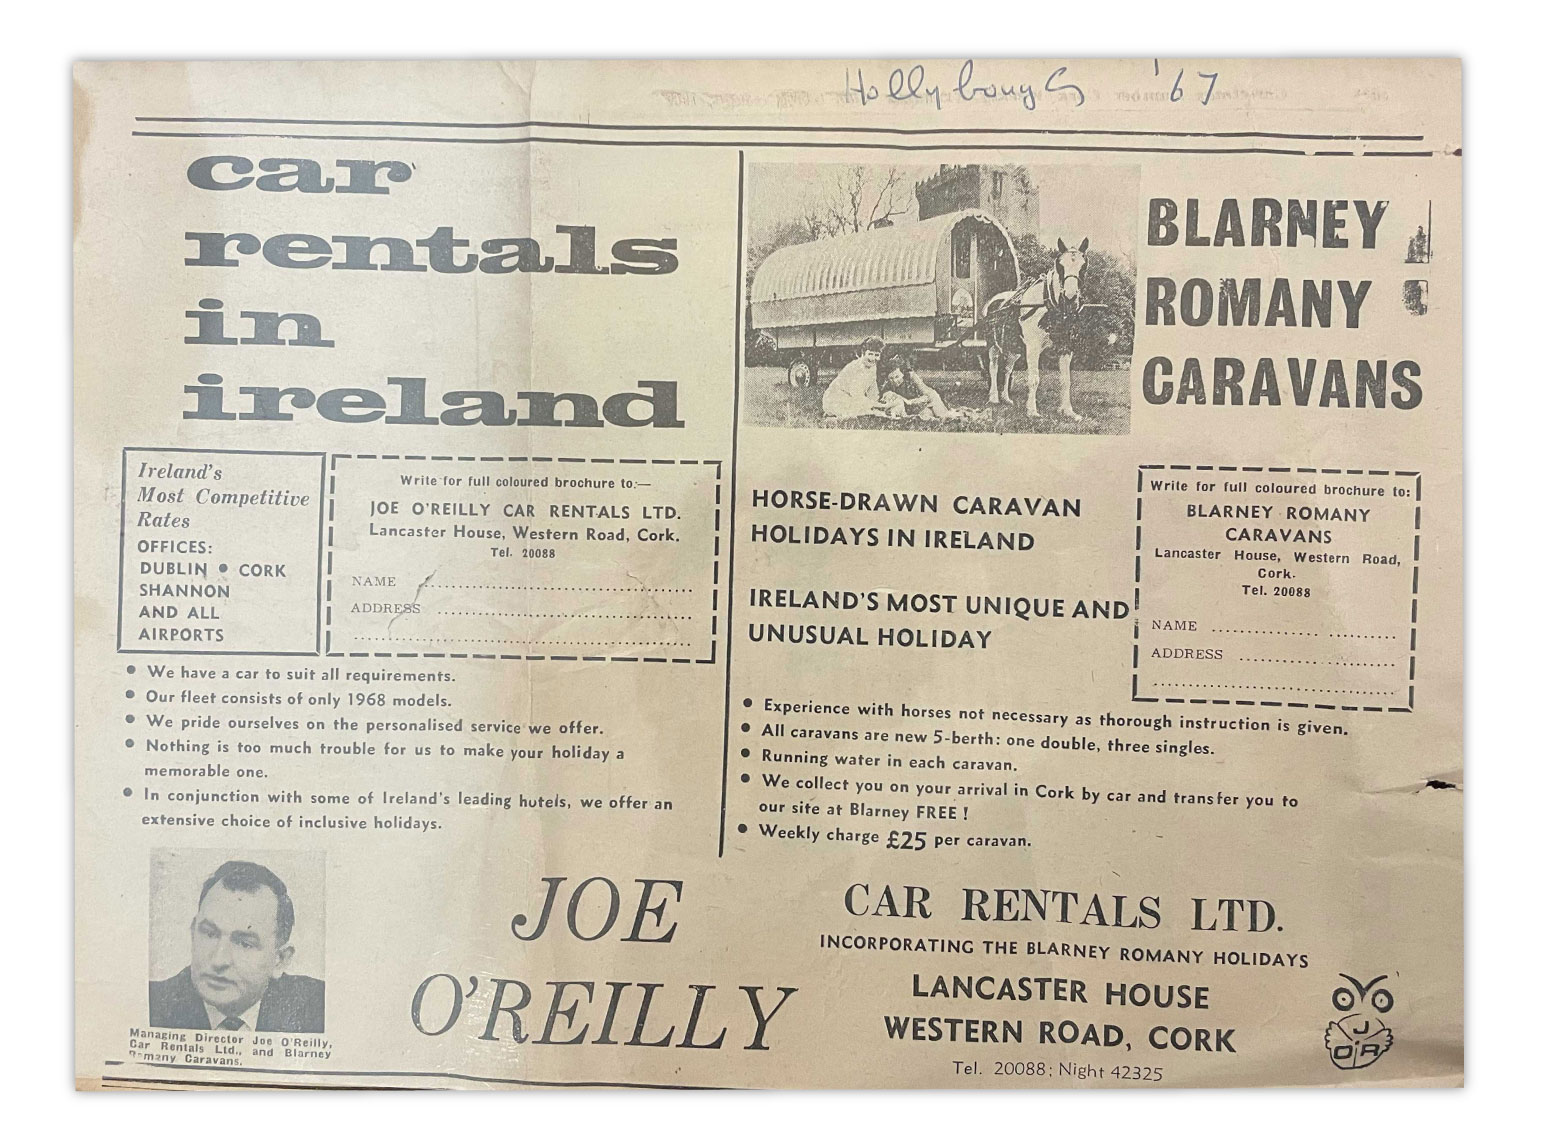 Hollybough '67
car
rentals
in
ireland
Ireland's
Most Competitive
Rates
OFFICES:
DUBLIN • CORK
SHANNON
AND ALL
AIRPORTS
Write for full coloured brochure to:—
JOE O'REILLY CAR RENTALS LTD.
Lancaster House, Western Road, Cork.
Tel. 20088
NAME
ADDRESS
• We have a car to suit all requirements.
• Our fleet consists of only 1968 models.
• We pride ourselves on the personalised service we offer.
• Nothing is too much trouble for us to make your holiday a
memorable one.
• In conjunction with some of Ireland's leading hotels, we offer an
extensive choice of inclusive holidays.
BLARNEY
ROMANY
CARAVANS
HORSE-DRAWN CARAVAN
HOLIDAYS IN IRELAND
IRELAND'S MOST UNIQUE AND
UNUSUAL HOLIDAY
Write for full coloured brochure to:
BLARNEY ROMANY
CARAVANS
Lancaster House, Western Road,
Cork.
Tel. 20088
NAME
ADDRESS
• Experience with horses not necessary as thorough instruction is given.
• All caravans are new 5-berth: one double, three singles.
• Running water in each caravan.
• We collect you on your arrival in Cork by car and transfer you to
our site at Blarney FREE !
• Weekly charge £25 per caravan.
Managing Director Joe O'Reilly,
Car Rentals Ltd., and Blarney
Romany Caravans.
JOE
O'REILLY
CAR RENTALS LTD.
INCORPORATING THE BLARNEY ROMANY HOLIDAYS
LANCASTER HOUSE
WESTERN ROAD, CORK
Tel. 20088; Night 42325
J
O R